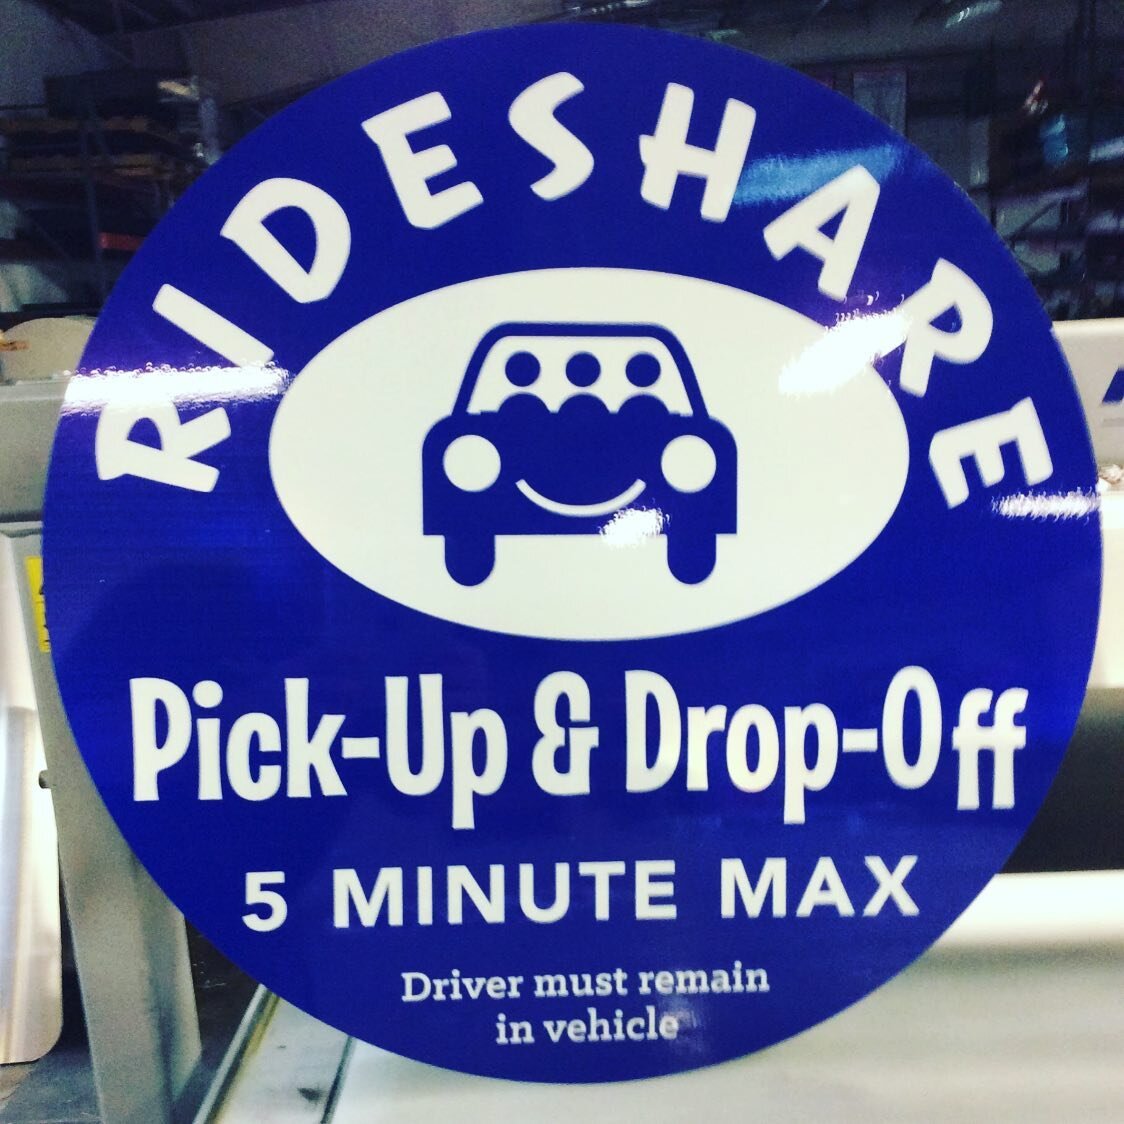 RIDESHARE
Pick-Up & Drop-Off
5 MINUTE MAX
Driver must remain
in vehicle